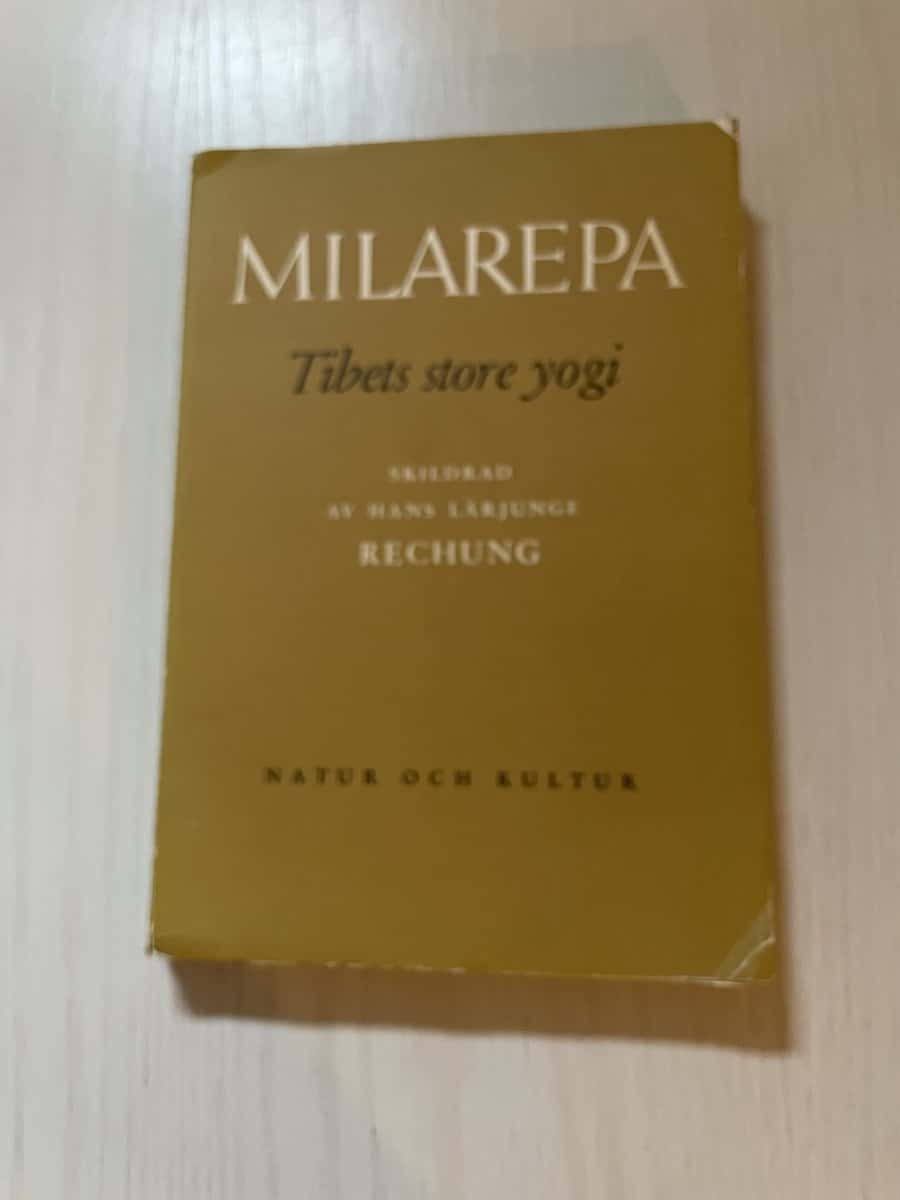 MILAREPA
Tibets store yogi
SKILDRAD
AV HANS LÄRJUNGE
RECHUNG
NATUR OCH KULTUR